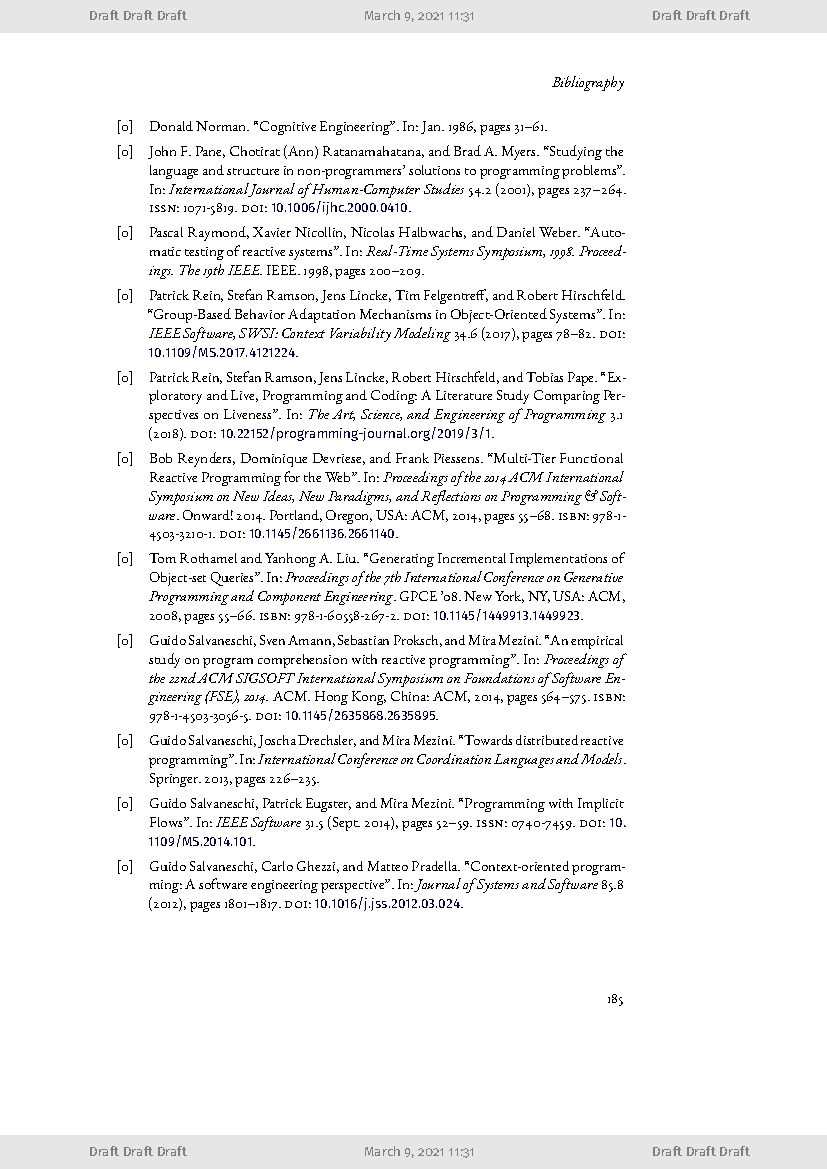 Draft Draft Draft March 9, 2021 11:31 Draft Draft Draft
Bibliography
[0] Donald Norman. “Cognitive Engineering”. In: Jan. 1986, pages 31–61.
[0] John F. Pane, Chotirat (Ann) Ratanamahatana, and Brad A. Myers. “Studying the
language and structure in non-programmers’ solutions to programming problems”.
In: International Journal of Human-Computer Studies 54.2 (2001), pages 237–264.
ISSN: 1071-5819. DOI: 10.1006/ijhc.2000.0410.
[0] Pascal Raymond, Xavier Nicollin, Nicolas Halbwachs, and Daniel Weber. “Auto-
matic testing of reactive systems”. In: Real-Time Systems Symposium, 1998. Proceed-
ings. The 19th IEEE. IEEE. 1998, pages 200–209.
[0] Patrick Rein, Stefan Ramson, Jens Lincke, Tim Felgentreff, and Robert Hirschfeld.
“Group-Based Behavior Adaptation Mechanisms in Object-Oriented Systems”. In:
IEEE Software, SWSI: Context Variability Modeling 34.6 (2017), pages 78–82. DOI:
10.1109/MS.2017.4121224.
[0] Patrick Rein, Stefan Ramson, Jens Lincke, Robert Hirschfeld, and Tobias Pape. “Ex-
ploratory and Live, Programming and Coding: A Literature Study Comparing Per-
spectives on Liveness”. In: The Art, Science, and Engineering of Programming 3.1
(2018). DOI: 10.22152/programming-journal.org/2019/3/1.
[0] Bob Reynders, Dominique Devriese, and Frank Piessens. “Multi-Tier Functional
Reactive Programming for the Web”. In: Proceedings of the 2014 ACM International
Symposium on New Ideas, New Paradigms, and Reflections on Programming & Soft-
ware. Onward! 2014. Portland, Oregon, USA: ACM, 2014, pages 55–68. ISBN: 978-1-
4503-3210-1. DOI: 10.1145/2661136.2661140.
[0] Tom Rothamel and Yanhong A. Liu. “Generating Incremental Implementations of
Object-set Queries”. In: Proceedings of the 7th International Conference on Generative
Programming and Component Engineering. GPCE ’08. New York, NY, USA: ACM,
2008, pages 55–66. ISBN: 978-1-60558-267-2. DOI: 10.1145/1449913.1449923.
[0] Guido Salvaneschi, Sven Amann, Sebastian Proksch, and Mira Mezini. “An empirical
study on program comprehension with reactive programming”. In: Proceedings of
the 22nd ACM SIGSOFT International Symposium on Foundations of Software En-
gineering (FSE), 2014. ACM. Hong Kong, China: ACM, 2014, pages 564–575. ISBN:
978-1-4503-3056-5. DOI: 10.1145/2635868.2635895.
[0] Guido Salvaneschi, Joscha Drechsler, and Mira Mezini. “Towards distributed reactive
programming”. In: International Conference on Coordination Languages and Models.
Springer. 2013, pages 226–235.
[0] Guido Salvaneschi, Patrick Eugster, and Mira Mezini. “Programming with Implicit
Flows”. In: IEEE Software 31.5 (Sept. 2014), pages 52–59. ISSN: 0740-7459. DOI: 10.
1109/MS.2014.101.
[0] Guido Salvaneschi, Carlo Ghezzi, and Matteo Pradella. “Context-oriented program-
ming: A software engineering perspective”. In: Journal of Systems and Software 85.8
(2012), pages 1801–1817. DOI: 10.1016/j.jss.2012.03.024.
185
Draft Draft Draft March 9, 2021 11:31 Draft Draft Draft